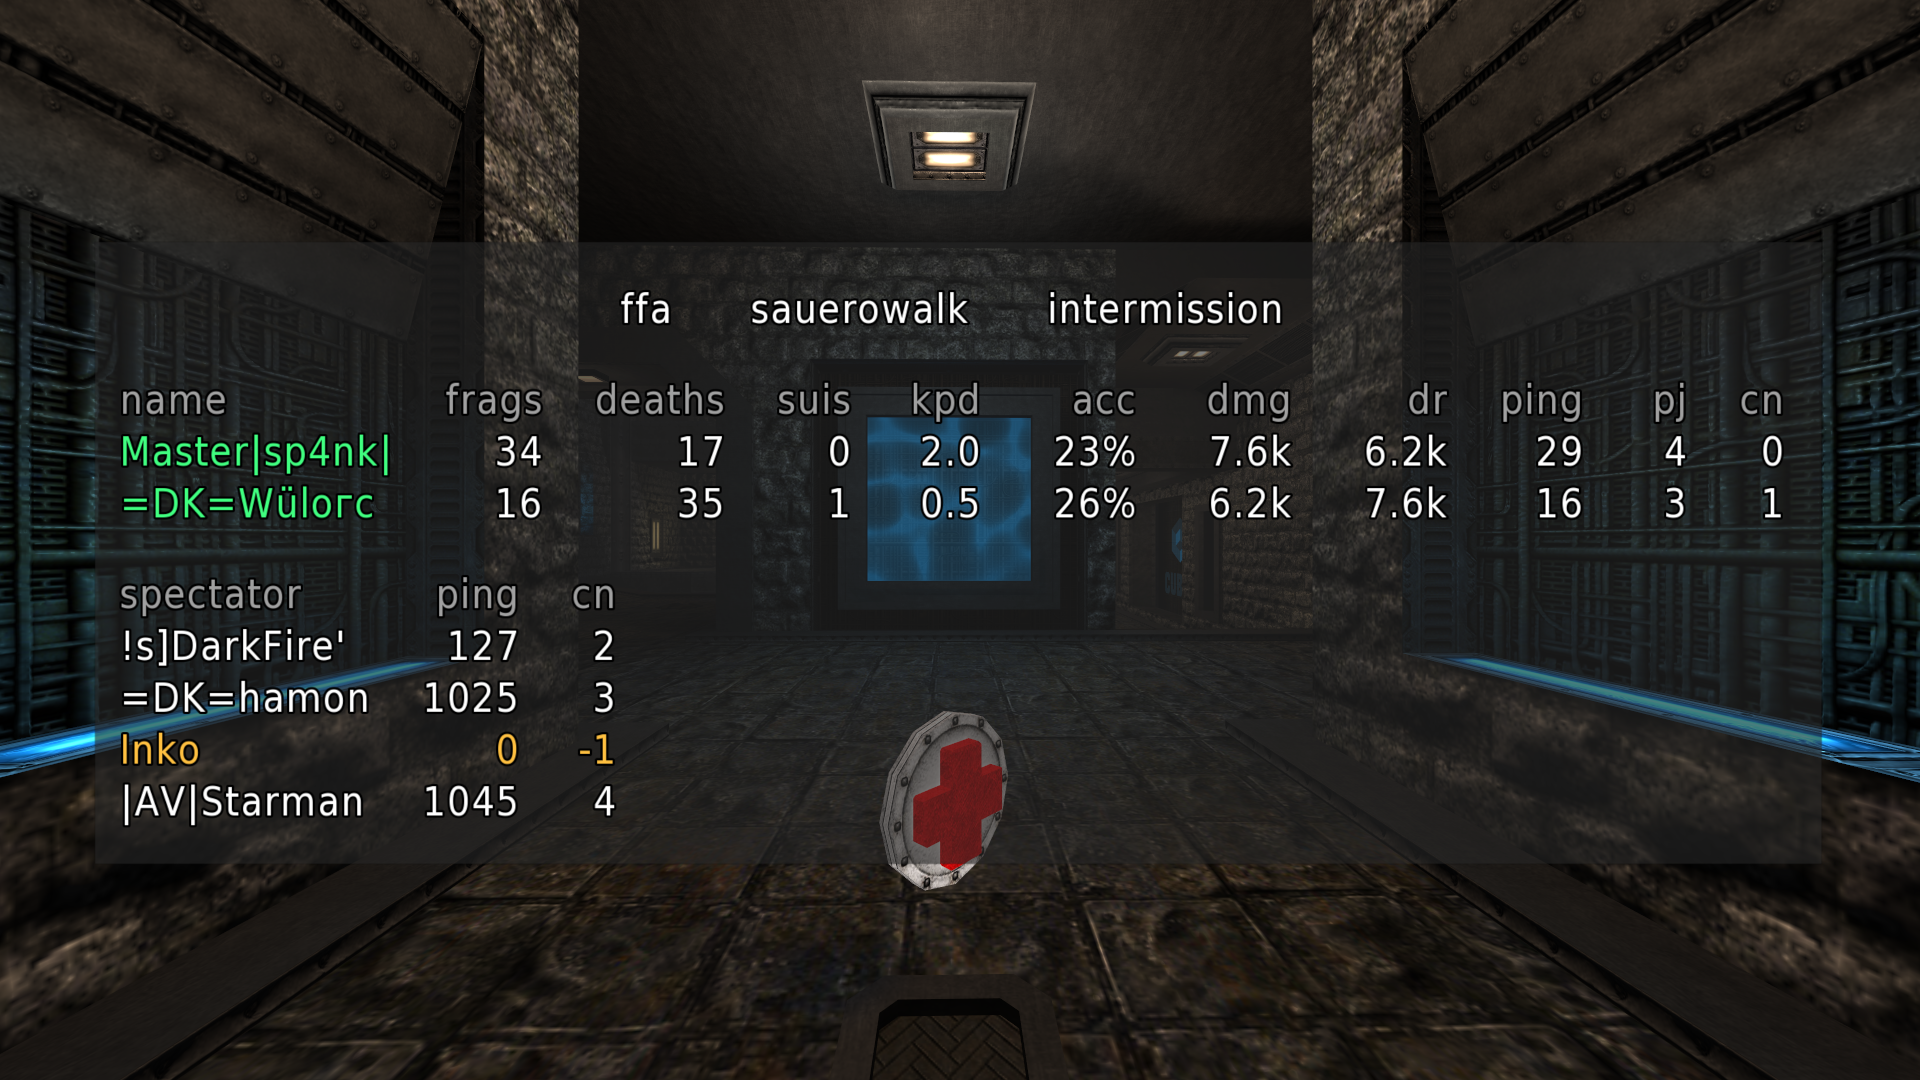 ffa sauerowalk intermission
name frags deaths suis kpd acc dmg dr ping pj cn
Master|sp4nk| 34 17 0 2.0 23% 7.6k 6.2k 29 4 0
=DK=Wülorc 16 35 1 0.5 26% 6.2k 7.6k 16 3 1
spectator ping cn
!s]DarkFire' 127 2
=DK=hamon 1025 3
Inko 0 -1
|AV|Starman 1045 4